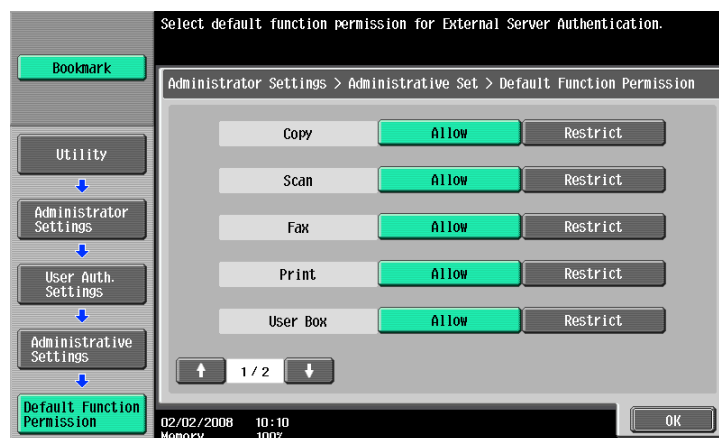 Select default function permission for External Server Authentication.
Bookmark
Administrator Settings > Administrative Set > Default Function Permission
Copy Allow Restrict
Scan Allow Restrict
Fax Allow Restrict
Print Allow Restrict
User Box Allow Restrict
1 / 2
Utility
Administrator
Settings
User Auth.
Settings
Administrative
Settings
Default Function
Permission
02/02/2008 10:10
Memory 100%
OK